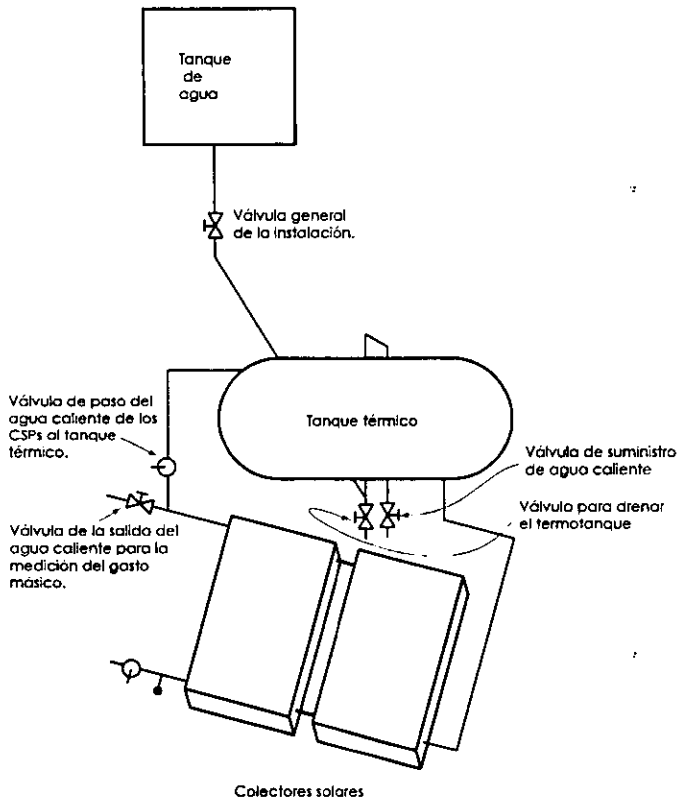 Tanque
de
agua
Válvula general
de la instalación.
Válvula de paso del
agua caliente de los
CSPs al tanque
térmico.
Tanque térmico
Válvula de suministro
de agua caliente
Válvula de la salida del
agua caliente para la
medición del gasto
másico.
Válvulo para drenar
el termotanque
Colectores solares